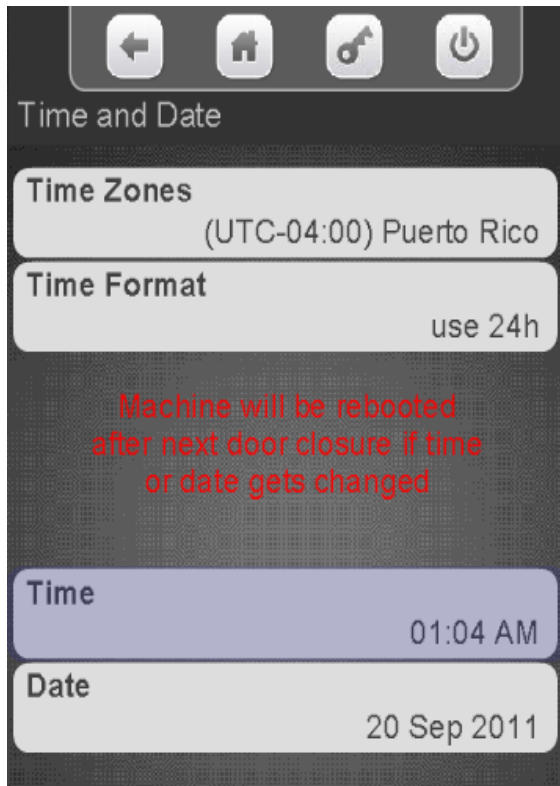 Time and Date
Time Zones
(UTC-04:00) Puerto Rico
Time Format
use 24h
Machine will be rebooted
after next door closure if time
or date gets changed
Time
01:04 AM
Date
20 Sep 2011